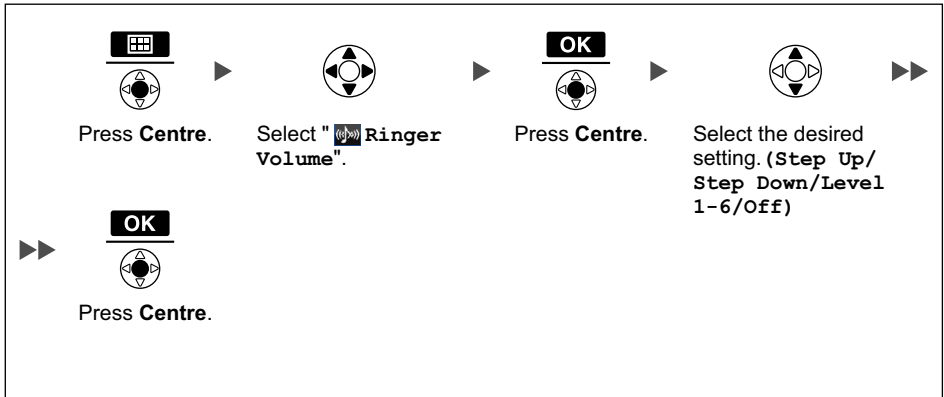 OK
Press Centre.
Select " Ringer
Volume".
Press Centre.
Select the desired
setting. (Step Up/
Step Down/Level
1-6/Off)
OK
Press Centre.